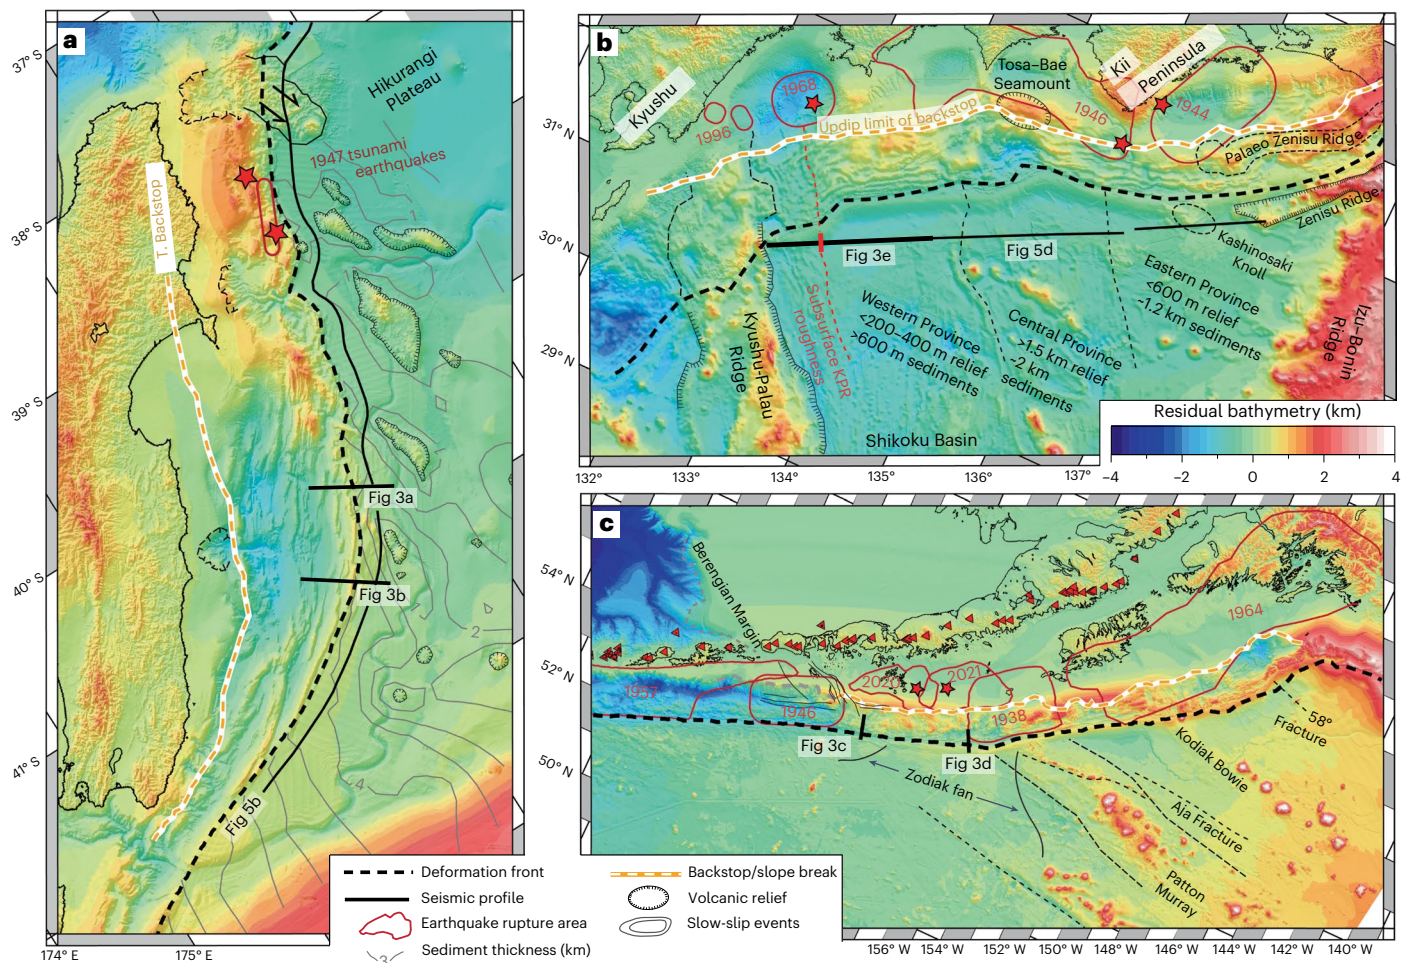 a
37° S
38° S
39° S
40° S
41° S
174° E
175° E
Hikurangi
Plateau
1947 tsunami
earthquakes
T. Backstop
Fig 3a
Fig 3b
Fig 5b
2
4
b
31° N
30° N
29° N
132°
133°
134°
135°
136°
137°
Kyushu
1996
1968
Updip limit of backstop
Tosa–Bae
Seamount
Kii
Peninsula
1946
1944
Palaeo Zenisu Ridge
Zenisu Ridge
Kashinosaki
Knoll
Fig 3e
Fig 5d
Subsurface KPR
roughness
Kyushu-Palau
Ridge
Western Province
<200–400 m relief
>600 m sediments
Central Province
>1.5 km relief
~2 km
sediments
Eastern Province
<600 m relief
~1.2 km sediments
Izu–Bonin
Ridge
Shikoku Basin
Residual bathymetry (km)
–4
–2
0
2
4
c
54° N
52° N
50° N
Berengian Margin
1957
1946
2020
2021
1938
1964
Fig 3c
Fig 3d
Zodiak fan
58°
Fracture
Kodiak Bowie
Aja Fracture
Patton
Murray
156° W
154° W
152° W
150° W
148° W
146° W
144° W
142° W
140° W
Deformation front
Seismic profile
Earthquake rupture area
Sediment thickness (km)
3
Backstop/slope break
Volcanic relief
Slow-slip events